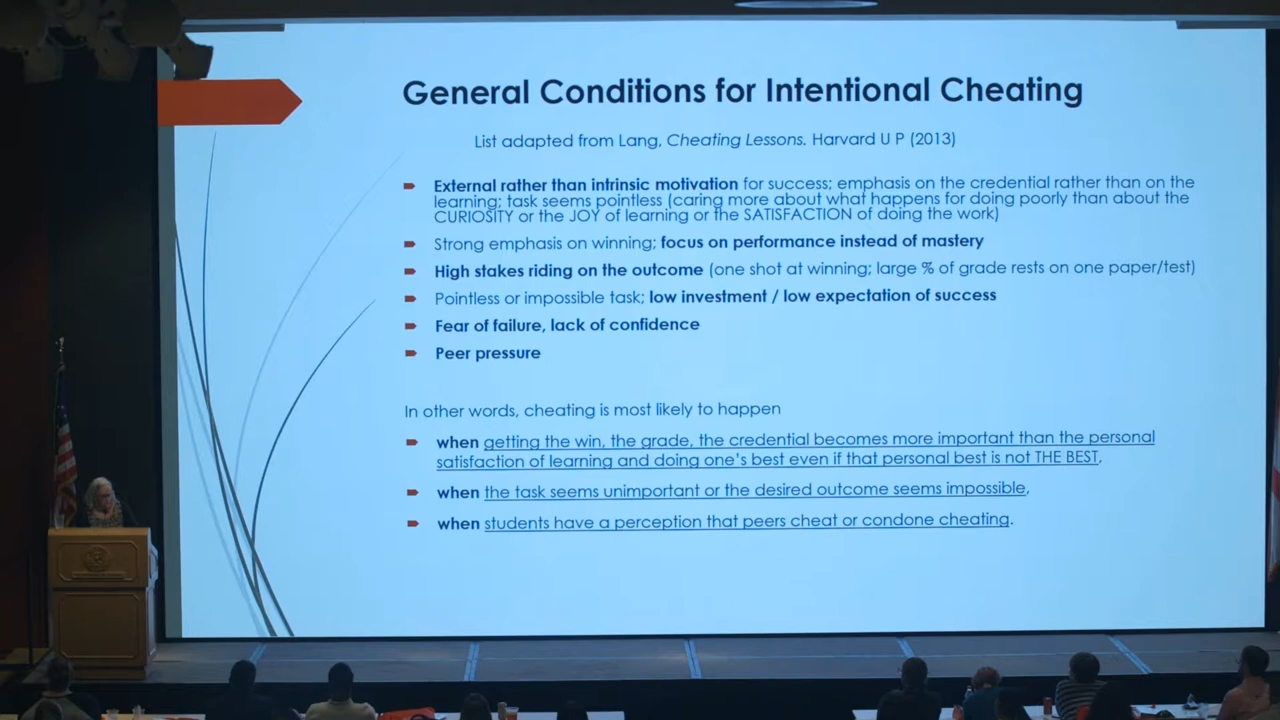 General Conditions for Intentional Cheating
List adapted from Lang, Cheating Lessons. Harvard U P (2013)
External rather than intrinsic motivation for success; emphasis on the credential rather than on the
learning; task seems pointless (caring more about what happens for doing poorly than about the
CURIOSITY or the JOY of learning or the SATISFACTION of doing the work)
Strong emphasis on winning; focus on performance instead of mastery
High stakes riding on the outcome (one shot at winning; large % of grade rests on one paper/test)
Pointless or impossible task; low investment / low expectation of success
Fear of failure, lack of confidence
Peer pressure
In other words, cheating is most likely to happen
when getting the win, the grade, the credential becomes more important than the personal
satisfaction of learning and doing one's best even if that personal best is not THE BEST,
when the task seems unimportant or the desired outcome seems impossible,
when students have a perception that peers cheat or condone cheating.